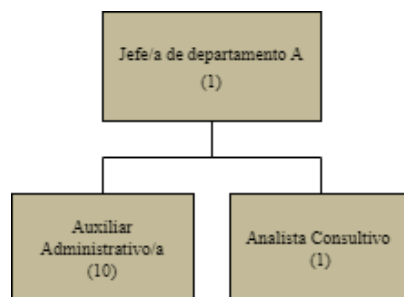 Jefe/a de departamento A
(1)
Auxiliar
Administrativo/a
(10)
Analista Consultivo
(1)